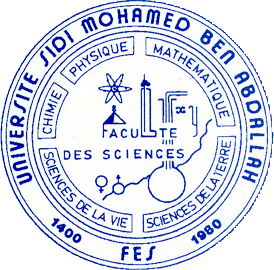 UNIVERSITE SIDI MOHAMED BEN ABDALLAH
CHIMIE
PHYSIQUE
MATHEMATIQUE
FACULTE
DES SCIENCES
SCIENCES DE LA VIE
SCIENCES DE LA TERRE
1400
FES
1980